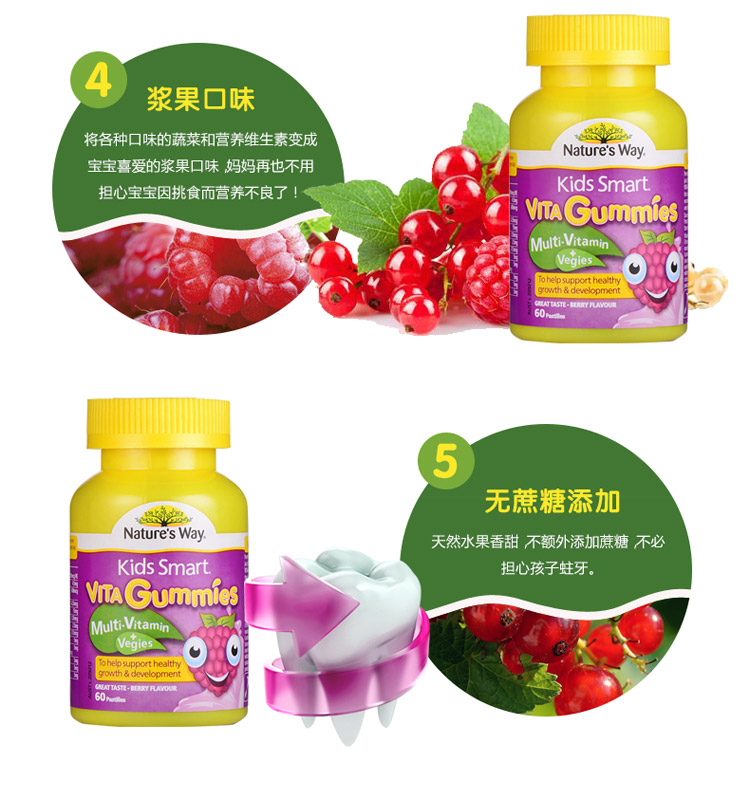 4
浆果口味
将各种口味的蔬菜和营养维生素变成
宝宝喜爱的浆果口味,妈妈再也不用
担心宝宝因挑食而营养不良了!
Nature's Way
Kids Smart
VITA Gummies
Multi-Vitamin
+
Vegies
To help support healthy
growth & development
GREAT TASTE - BERRY FLAVOUR
60 Pastilles
5
无蔗糖添加
天然水果香甜,不额外添加蔗糖,不必
担心孩子蛀牙。
Nature's Way
Kids Smart
VITA Gummies
Multi-Vitamin
+
Vegies
To help support healthy
growth & development
GREAT TASTE - BERRY FLAVOUR
60 Pastilles